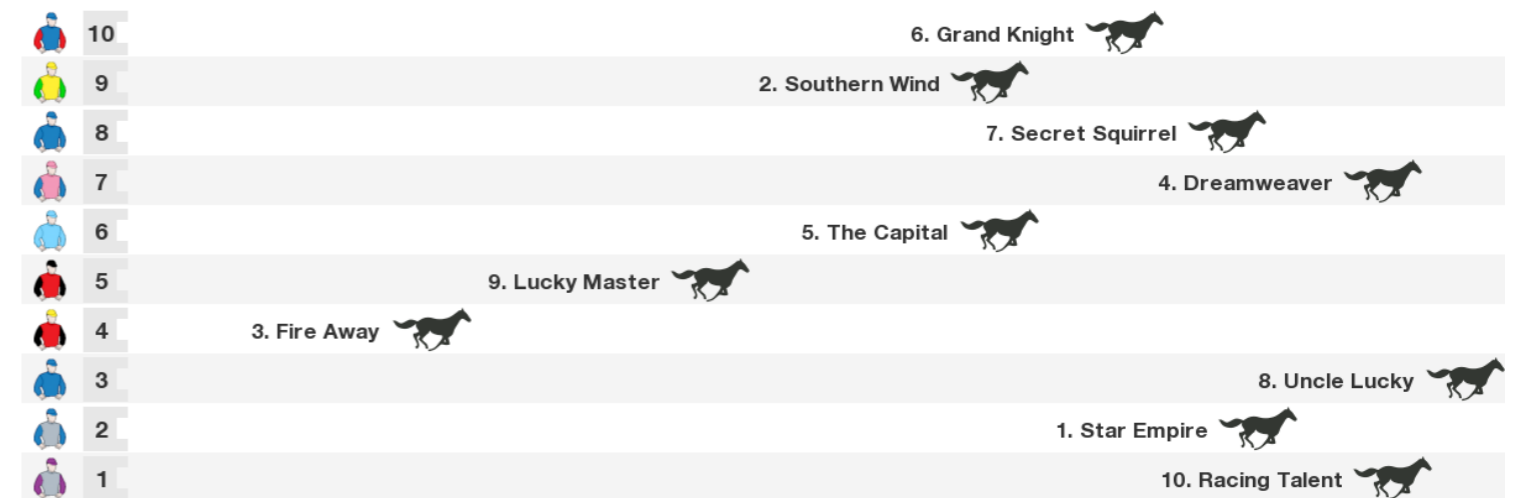 10 6. Grand Knight
9 2. Southern Wind
8 7. Secret Squirrel
7 4. Dreamweaver
6 5. The Capital
5 9. Lucky Master
4 3. Fire Away
3 8. Uncle Lucky
2 1. Star Empire
1 10. Racing Talent